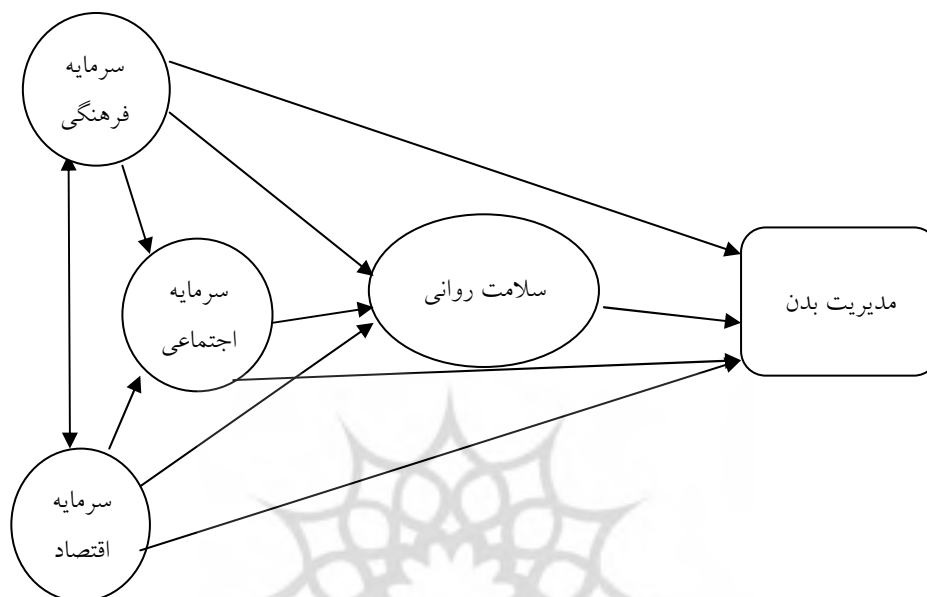 سرمایه
فرهنگی
سرمایه
اجتماعی
سلامت روانی
مدیریت بدن
سرمایه
اقتصاد